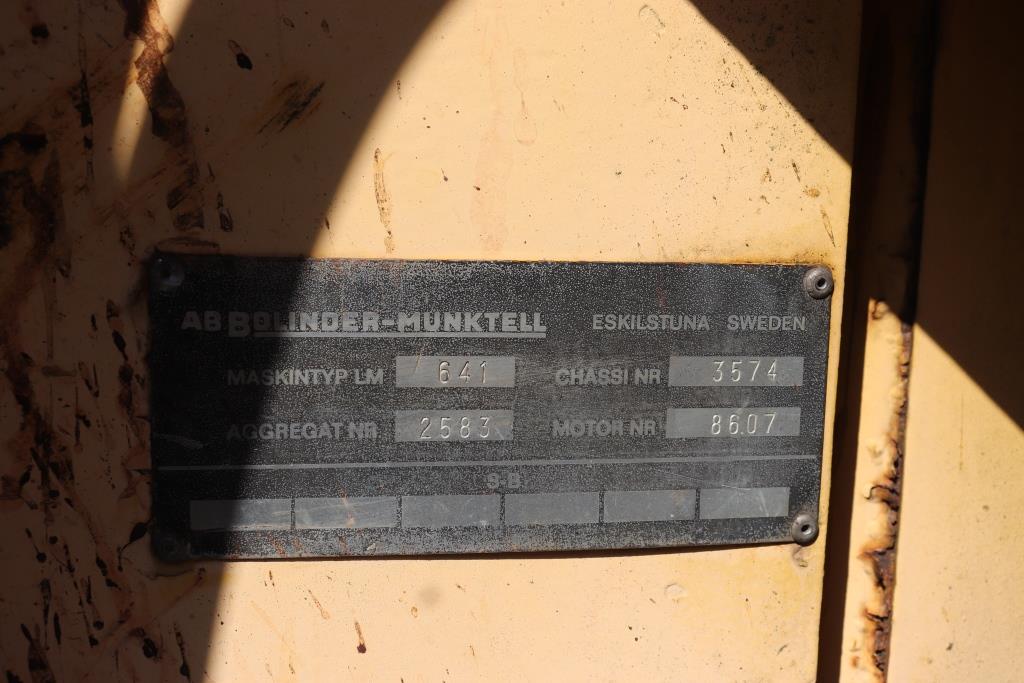 AB BOLINDER-MUNKTELL ESKILSTUNA SWEDEN
MASKINTYP LM 641 CHASSI NR 3574
AGGREGAT NR 2583 MOTOR NR 8607
S-B